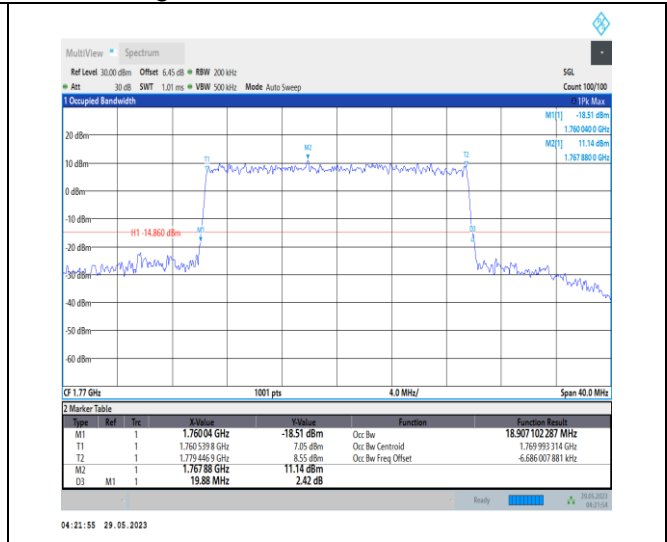 MultiView Spectrum
Ref Level 30.00 dBm Offset 6.45 dB RBW 200 kHz SGL
Att 30 dB SWT 1.01 ms VBW 500 kHz Mode Auto Sweep Count 100/100
1 Occupied Bandwidth 1Pk Max
M1[1] -18.51 dBm
1.760 040 0 GHz
M2[1] 11.14 dBm
1.767 880 0 GHz
20 dBm
M2
T1
T2
10 dBm
0 dBm
-10 dBm
H1 -14.860 dBm
M1
D3
-20 dBm
-30 dBm
-40 dBm
-50 dBm
-60 dBm
CF 1.77 GHz 1001 pts 4.0 MHz/ Span 40.0 MHz
2 Marker Table
Type Ref Trc X-Value Y-Value Function Function Result
M1 1 1.76004 GHz -18.51 dBm Occ Bw 18.907 102 287 MHz
T1 1 1.760 539 8 GHz 7.05 dBm Occ Bw Centroid 1.769 993 314 GHz
T2 1 1.779 446 9 GHz 8.55 dBm Occ Bw Freq Offset -6.686 007 881 kHz
M2 1 1.76788 GHz 11.14 dBm
D3 M1 1 19.88 MHz 2.42 dB
Ready 29.05.2023
04:21:54
04:21:55 29.05.2023